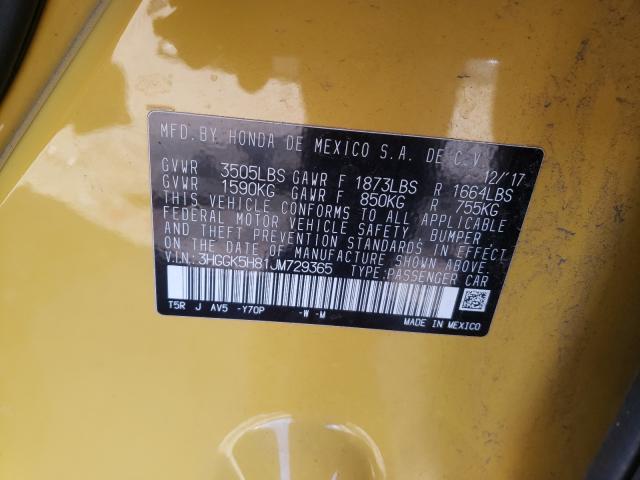 MFD. BY HONDA DE MEXICO S.A. DE C.V. 12/'17
GVWR 3505LBS GAWR F 1873LBS R 1664LBS
GVWR 1590KG GAWR F 850KG R 755KG
THIS VEHICLE CONFORMS TO ALL APPLICABLE
FEDERAL MOTOR VEHICLE SAFETY, BUMPER,
AND THEFT PREVENTION STANDARDS IN EFFECT
ON THE DATE OF MANUFACTURE SHOWN ABOVE.
VIN: 3HGGK5H81JM729365 TYPE:PASSENGER CAR
T5R J AV5 -Y70P -W -M MADE IN MEXICO